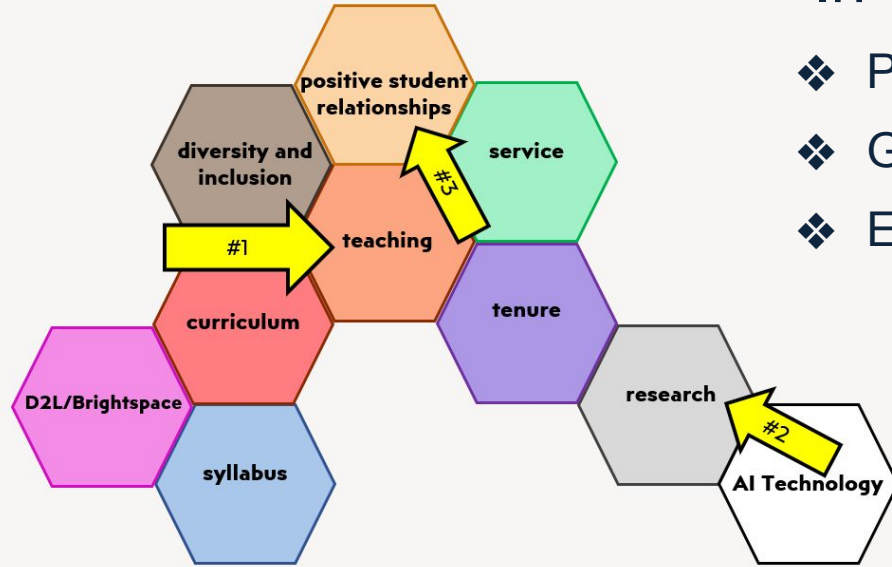 positive student
relationships
diversity and
inclusion
service
#3
#1
teaching
curriculum
tenure
D2L/Brightspace
research
#2
syllabus
AI Technology
❖ P
❖ G
❖ E